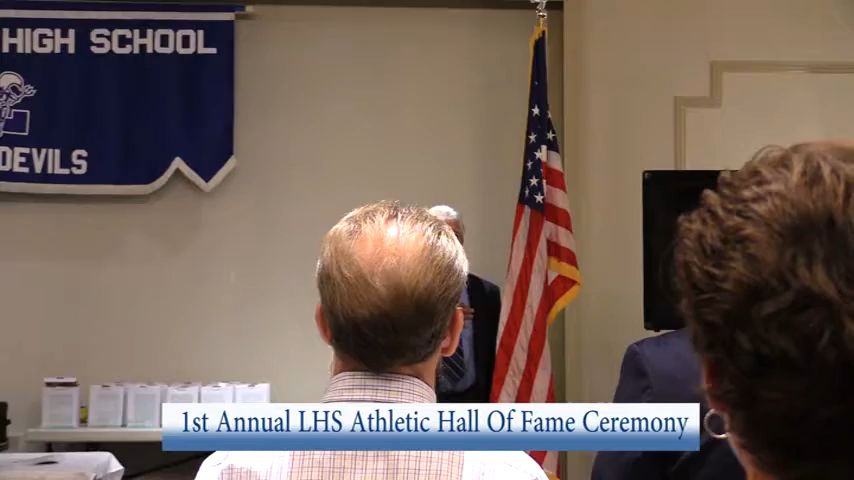 HIGH SCHOOL
DEVILS
1st Annual LHS Athletic Hall Of Fame Ceremony